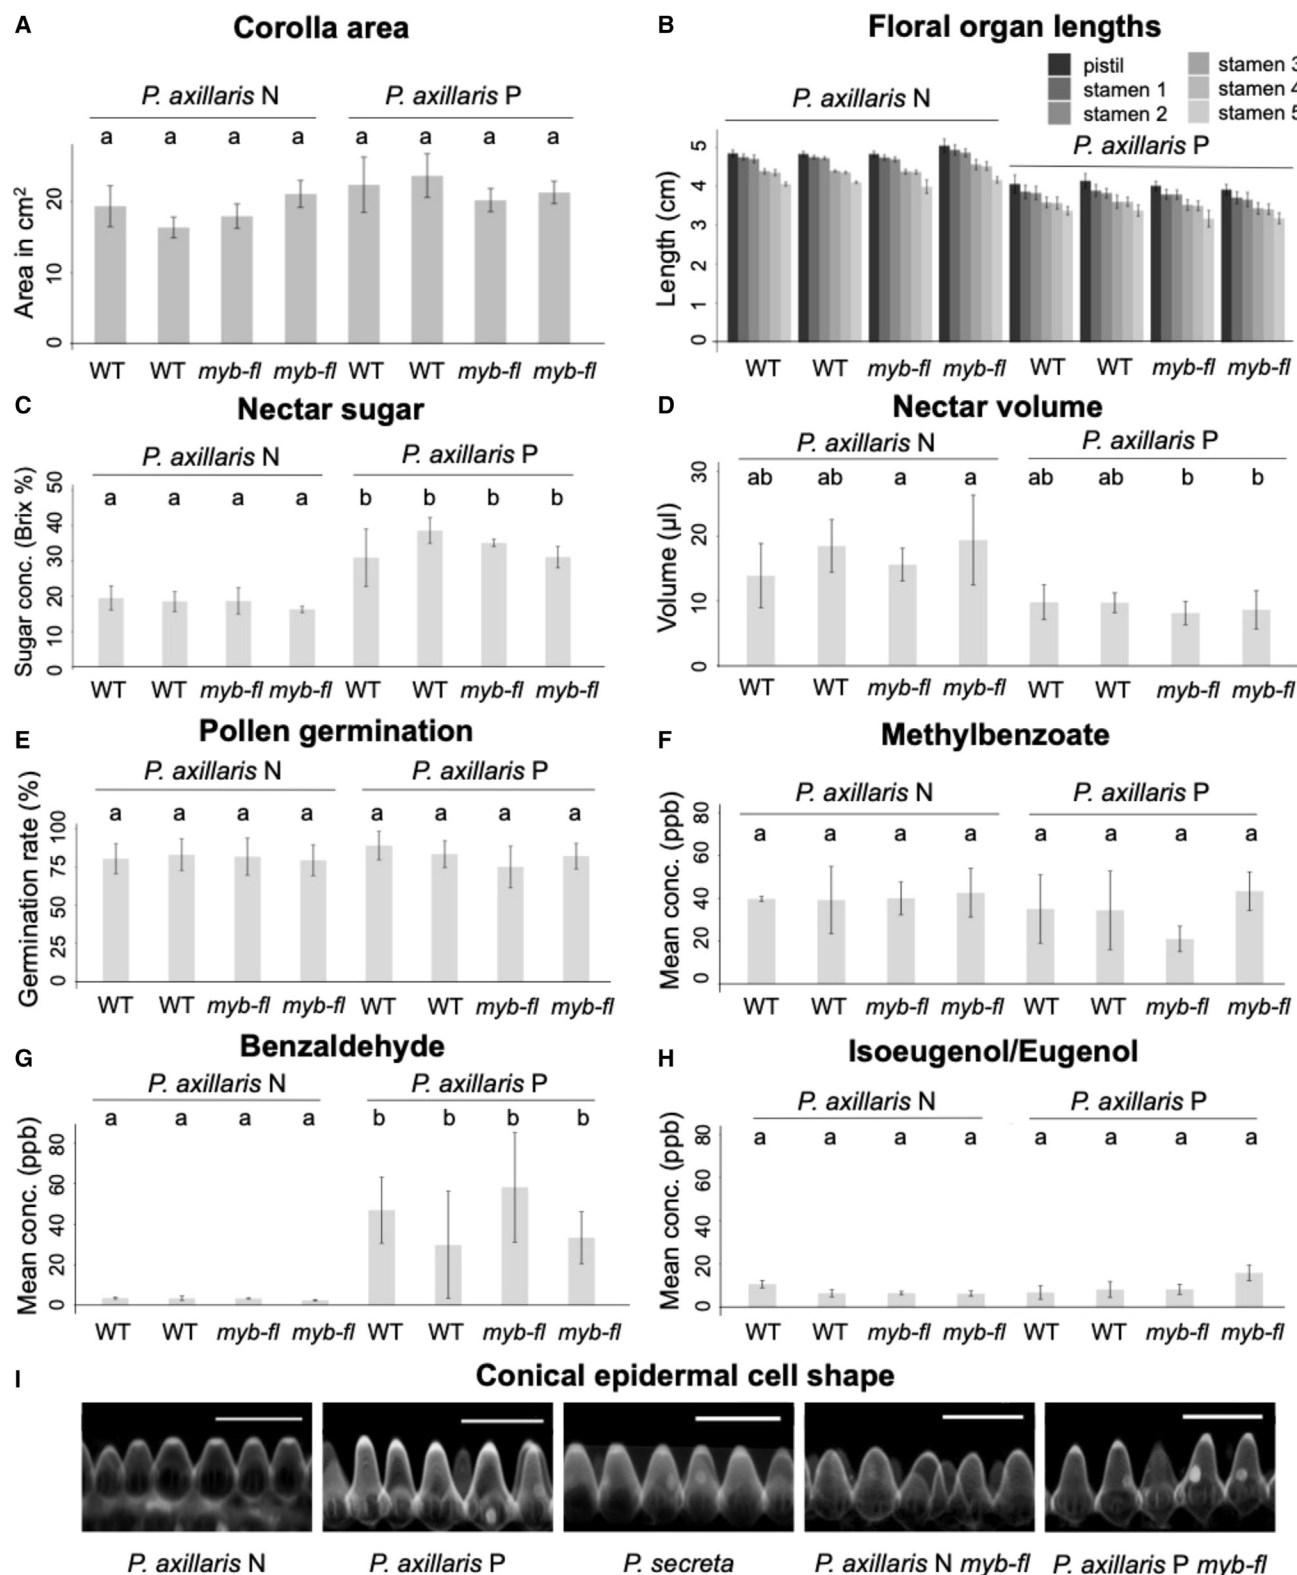 A Corolla area
P. axillaris N P. axillaris P
a a a a a a a a
Area in cm2
20
10
0
WT WT myb-fl myb-fl WT WT myb-fl myb-fl
B Floral organ lengths
pistil stamen 3
stamen 1 stamen 4
stamen 2 stamen 5
P. axillaris N
P. axillaris P
Length (cm)
5
4
3
2
1
0
WT WT myb-fl myb-fl WT WT myb-fl myb-fl
C Nectar sugar
P. axillaris N P. axillaris P
a a a a b b b b
Sugar conc. (Brix %)
50
40
30
20
10
0
WT WT myb-fl myb-fl WT WT myb-fl myb-fl
D Nectar volume
P. axillaris N P. axillaris P
ab ab a a ab ab b b
Volume (µl)
30
20
10
0
WT WT myb-fl myb-fl WT WT myb-fl myb-fl
E Pollen germination
P. axillaris N P. axillaris P
a a a a a a a a
Germination rate (%)
100
75
50
25
0
WT WT myb-fl myb-fl WT WT myb-fl myb-fl
F Methylbenzoate
P. axillaris N P. axillaris P
a a a a a a a a
Mean conc. (ppb)
80
60
40
20
0
WT WT myb-fl myb-fl WT WT myb-fl myb-fl
G Benzaldehyde
P. axillaris N P. axillaris P
a a a a b b b b
Mean conc. (ppb)
80
60
40
20
0
WT WT myb-fl myb-fl WT WT myb-fl myb-fl
H Isoeugenol/Eugenol
P. axillaris N P. axillaris P
a a a a a a a a
Mean conc. (ppb)
80
60
40
20
0
WT WT myb-fl myb-fl WT WT myb-fl myb-fl
I Conical epidermal cell shape
P. axillaris N P. axillaris P P. secreta P. axillaris N myb-fl P. axillaris P myb-fl